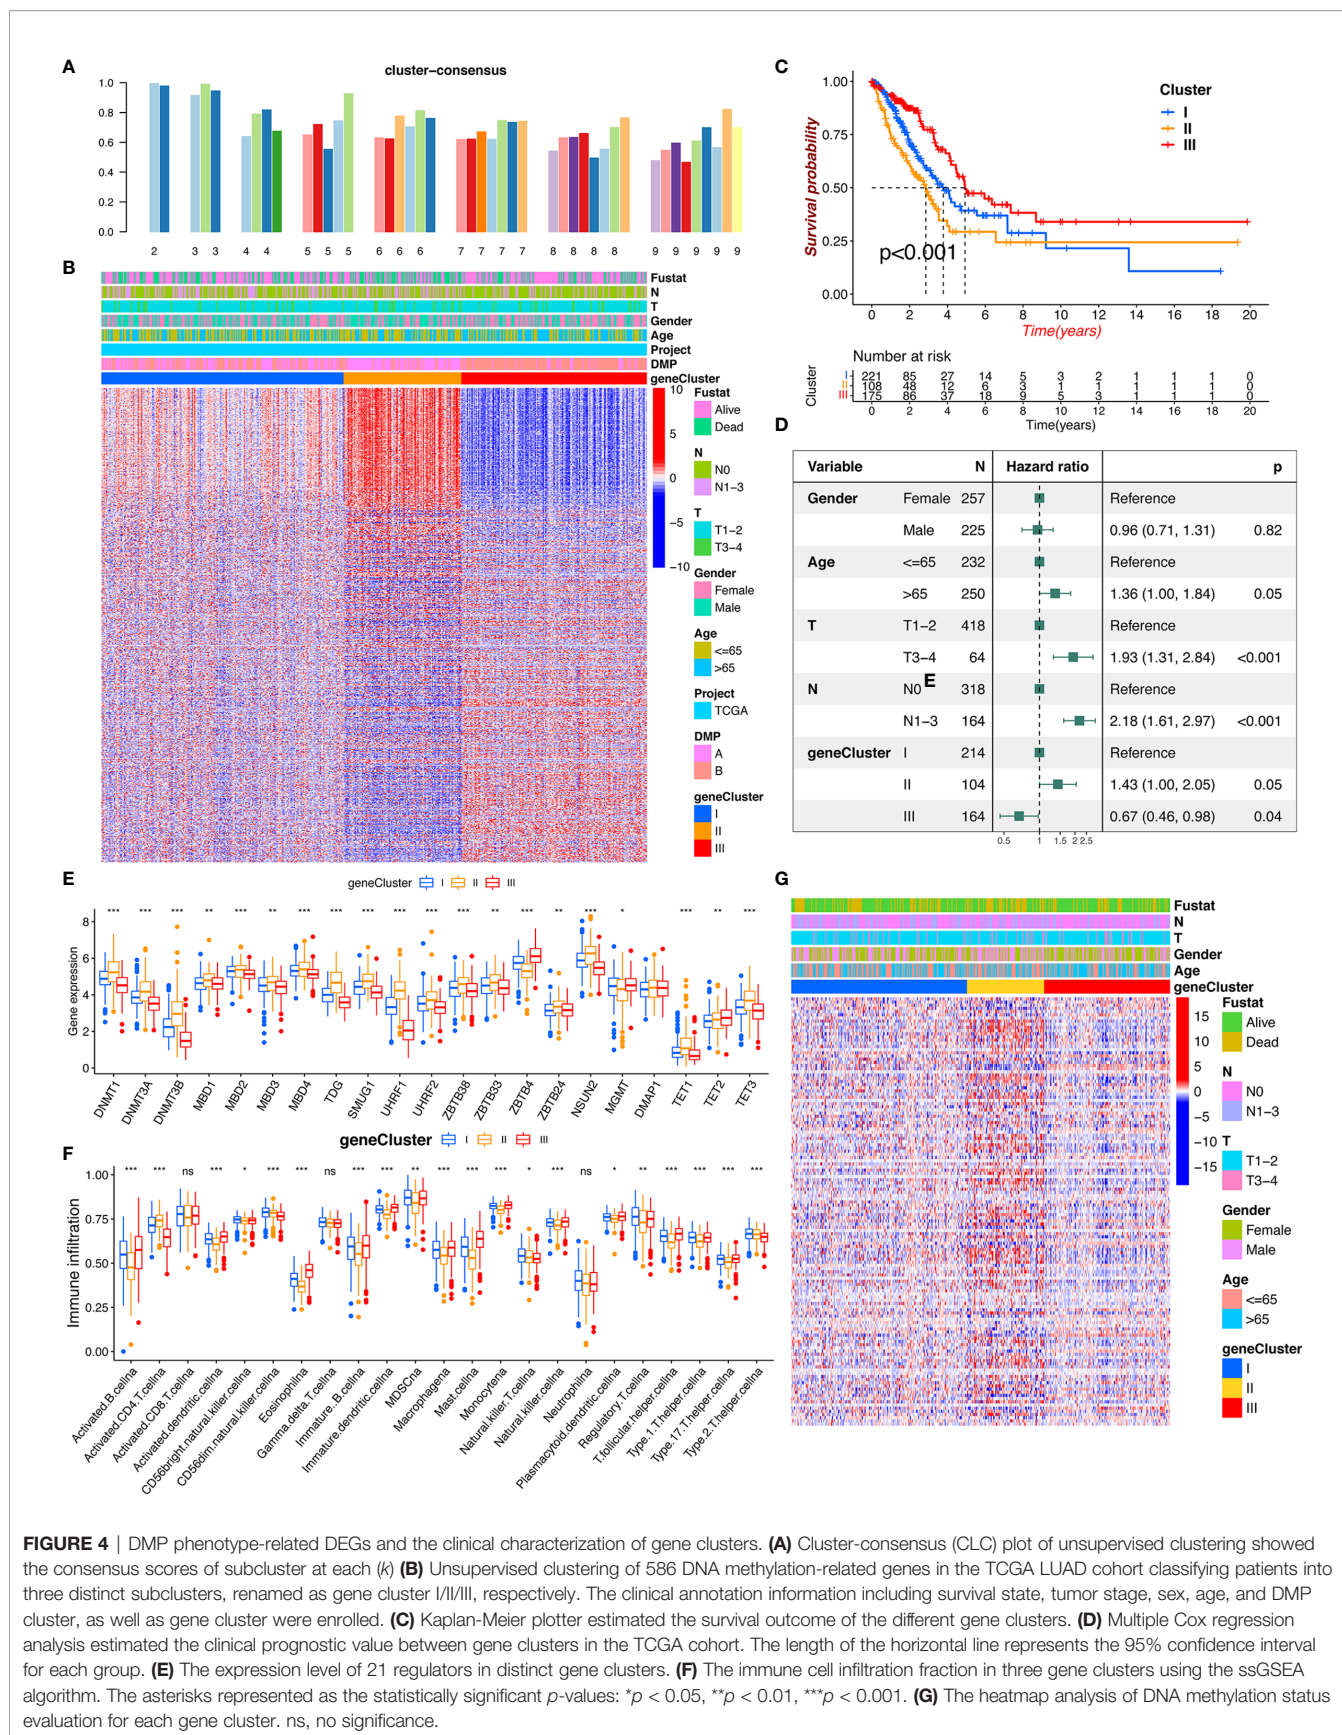 A
cluster−consensus
1.0
0.8
0.6
0.4
0.2
0.0
2 3 3 4 4 5 5 5 6 6 6 7 7 7 7 8 8 8 8 9 9 9 9 9
B
Fustat
N
T
Gender
Age
Project
DMP
geneCluster
10
5
0
−5
−10
Fustat
Alive
Dead
N
N0
N1−3
T
T1−2
T3−4
Gender
Female
Male
Age
<=65
>65
Project
TCGA
DMP
A
B
geneCluster
I
II
III
C
Survival probability
1.00
0.75
0.50
0.25
0.00
p<0.001
Cluster
I
II
III
0 2 4 6 8 10 12 14 16 18 20
Time(years)
Number at risk
Cluster
I 221 85 27 14 5 3 2 1 1 1 0
II 108 48 12 6 3 1 1 1 1 1 0
III 175 86 37 18 9 5 3 1 1 1 0
0 2 4 6 8 10 12 14 16 18 20
Time(years)
D
Variable N Hazard ratio p
Gender Female 257 Reference
Male 225 0.96 (0.71, 1.31) 0.82
Age <=65 232 Reference
>65 250 1.36 (1.00, 1.84) 0.05
T T1−2 418 Reference
T3−4 64 1.93 (1.31, 2.84) <0.001
N N0 318 Reference
E
N1−3 164 2.18 (1.61, 2.97) <0.001
geneCluster I 214 Reference
II 104 1.43 (1.00, 2.05) 0.05
III 164 0.67 (0.46, 0.98) 0.04
0.5 1 1.5 2 2.5
E
geneCluster I II III
*** *** *** ** *** ** *** *** *** *** *** *** ** *** ** *** * *** ** ***
Gene expression
8
6
4
2
0
DNMT1
DNMT3A
DNMT3B
MBD1
MBD2
MBD3
MBD4
TDG
SMUG1
UHRF1
UHRF2
ZBTB38
ZBTB33
ZBTB4
ZBTB24
NSUN2
MGMT
DMAP1
TET1
TET2
TET3
F
geneCluster I II III
*** *** ns *** * *** *** ns *** *** ** *** *** *** * *** ns * ** *** *** *** ***
Immune infiltration
1.00
0.75
0.50
0.25
0.00
Activated.B.cellna
Activated.CD4.T.cellna
Activated.CD8.T.cellna
Activated.dendritic.cellna
CD56bright.natural.killer.cellna
CD56dim.natural.killer.cellna
Eosinophilna
Gamma.delta.T.cellna
Immature..B.cellna
Immature.dendritic.cellna
MDSCna
Macrophagena
Mast.cellna
Monocytena
Natural.killer.T.cellna
Natural.killer.cellna
Neutrophilna
Plasmacytoid.dendritic.cellna
Regulatory.T.cellna
T.follicular.helper.cellna
Type.1.T.helper.cellna
Type.17.T.helper.cellna
Type.2.T.helper.cellna
G
Fustat
N
T
Gender
Age
geneCluster
15
10
5
0
−5
−10
−15
Fustat
Alive
Dead
N
N0
N1−3
T
T1−2
T3−4
Gender
Female
Male
Age
<=65
>65
geneCluster
I
II
III
FIGURE 4 | DMP phenotype-related DEGs and the clinical characterization of gene clusters. (A) Cluster-consensus (CLC) plot of unsupervised clustering showed
the consensus scores of subcluster at each (k) (B) Unsupervised clustering of 586 DNA methylation-related genes in the TCGA LUAD cohort classifying patients into
three distinct subclusters, renamed as gene cluster I/II/III, respectively. The clinical annotation information including survival state, tumor stage, sex, age, and DMP
cluster, as well as gene cluster were enrolled. (C) Kaplan-Meier plotter estimated the survival outcome of the different gene clusters. (D) Multiple Cox regression
analysis estimated the clinical prognostic value between gene clusters in the TCGA cohort. The length of the horizontal line represents the 95% confidence interval
for each group. (E) The expression level of 21 regulators in distinct gene clusters. (F) The immune cell infiltration fraction in three gene clusters using the ssGSEA
algorithm. The asterisks represented as the statistically significant p-values: *p < 0.05, **p < 0.01, ***p < 0.001. (G) The heatmap analysis of DNA methylation status
evaluation for each gene cluster. ns, no significance.